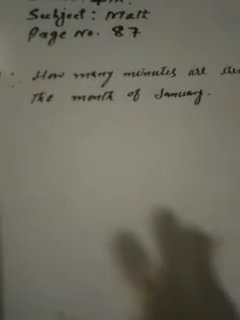 Subject: Math
Page No. 87
How many minutes are
the month of January.